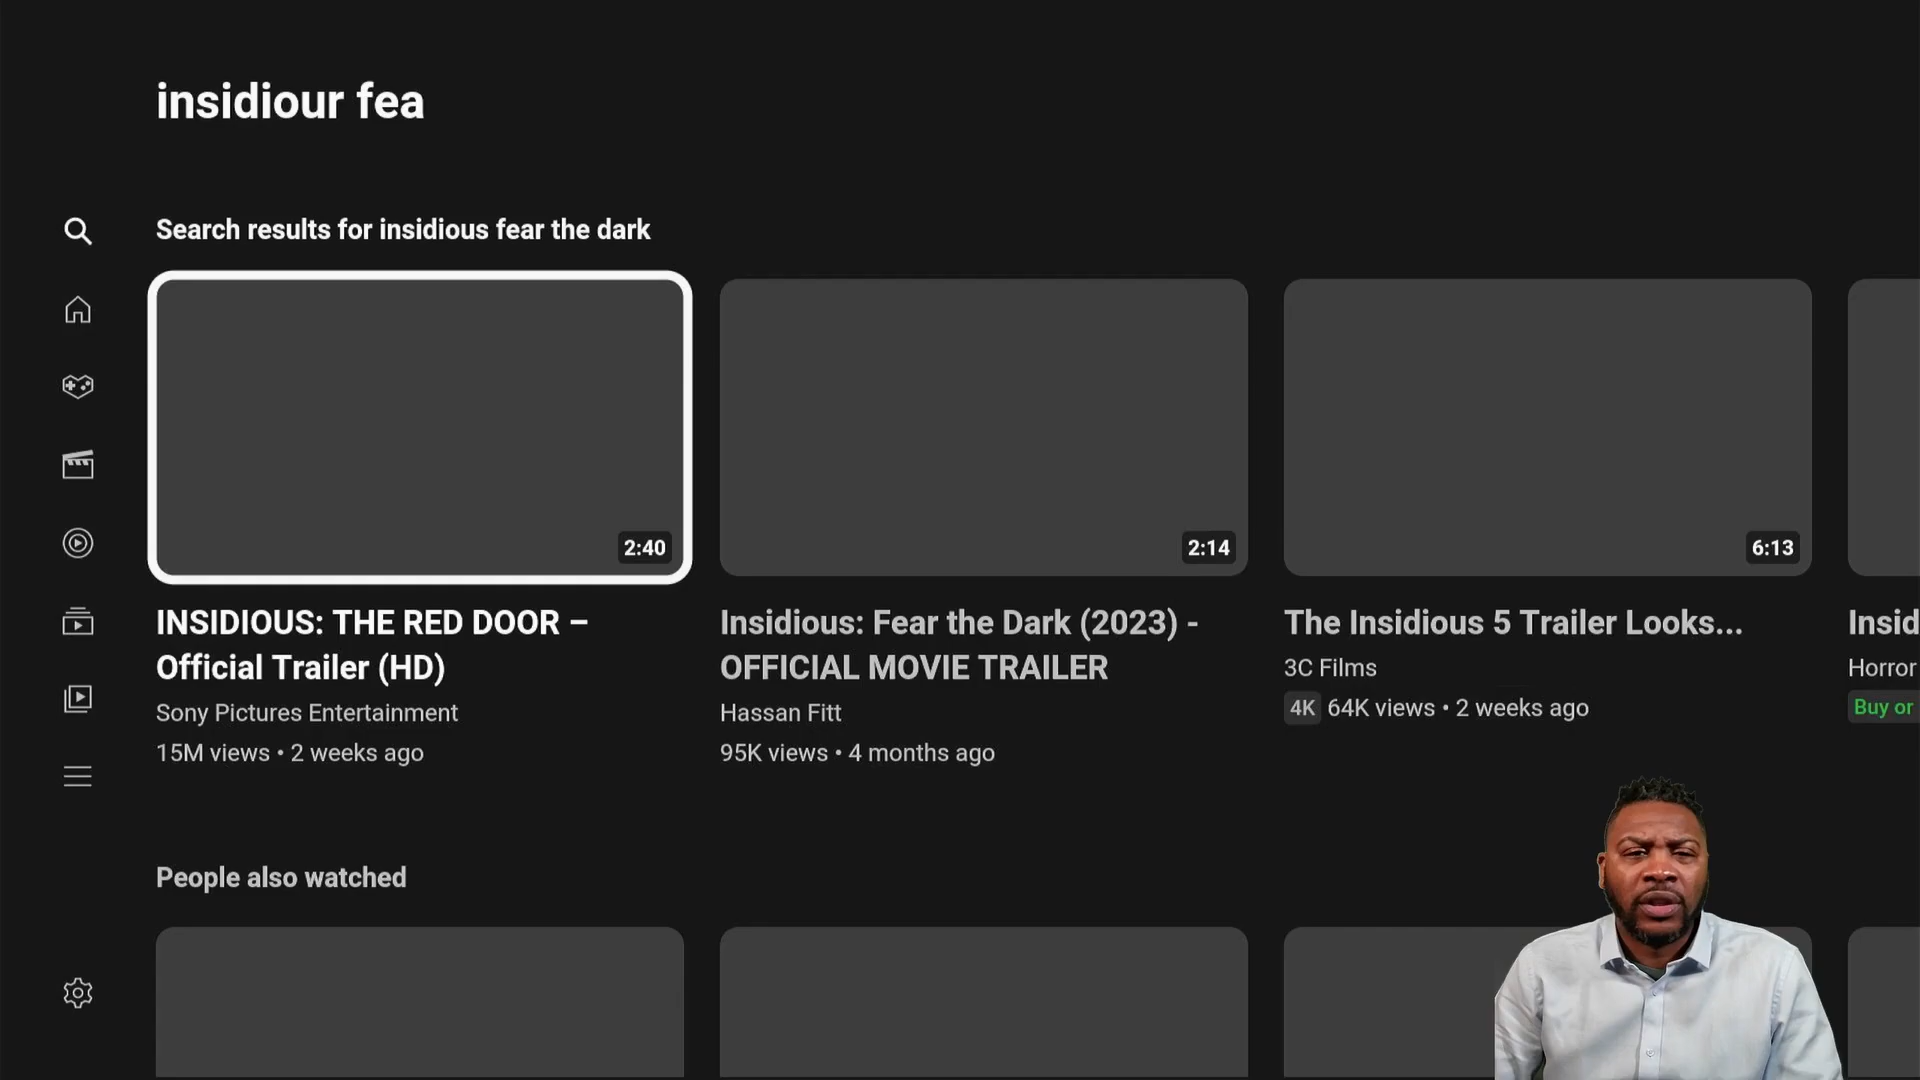 insidiour fea
Search results for insidious fear the dark
2:40
2:14
6:13
INSIDIOUS: THE RED DOOR –
Official Trailer (HD)
Sony Pictures Entertainment
15M views • 2 weeks ago
Insidious: Fear the Dark (2023) -
OFFICIAL MOVIE TRAILER
Hassan Fitt
95K views • 4 months ago
The Insidious 5 Trailer Looks...
3C Films
4K 64K views • 2 weeks ago
Insid
Horror
Buy or
People also watched